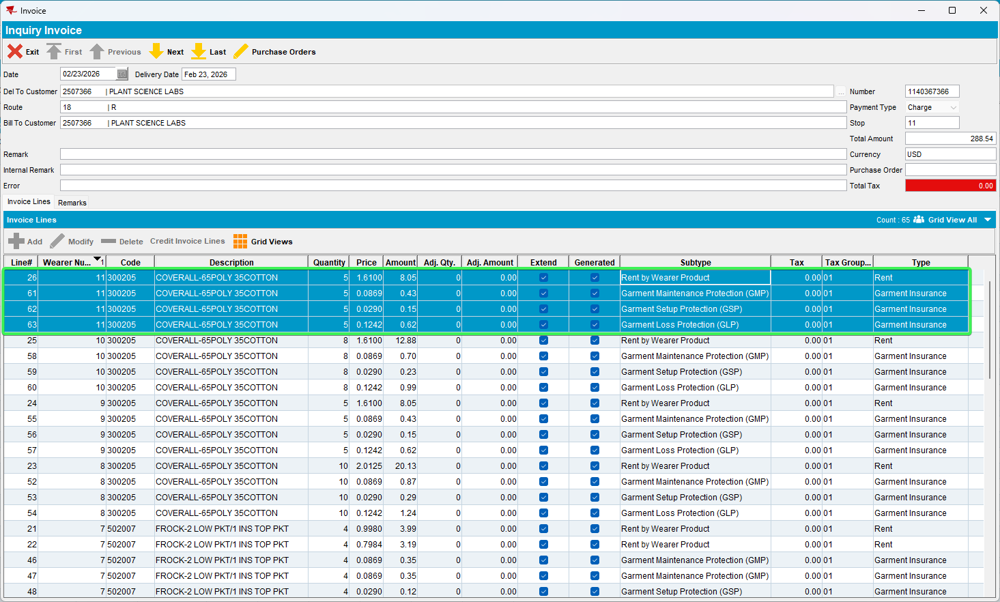 Invoice
Inquiry Invoice
Exit First Previous Next Last Purchase Orders
Date 02/23/2026 16 Delivery Date Feb 23, 2026
Del To Customer 2507366 | PLANT SCIENCE LABS ... Number 1140367366
Route 18 | R Payment Type Charge
Bill To Customer 2507366 | PLANT SCIENCE LABS Stop 11
Total Amount 288.54
Remark Currency USD
Internal Remark Purchase Order
Error Total Tax 0.00
Invoice Lines Remarks
Invoice Lines Count : 65 Grid View All
Add Modify Delete Credit Invoice Lines Grid Views
Line# Wearer Nu... 1 Code Description Quantity Price Amount Adj. Qty. Adj. Amount Extend Generated Subtype Tax Tax Group... Type
26 11 300205 COVERALL-65POLY 35COTTON 5 1.6100 8.05 0 0.00 Rent by Wearer Product 0.00 01 Rent
61 11 300205 COVERALL-65POLY 35COTTON 5 0.0869 0.43 0 0.00 Garment Maintenance Protection (GMP) 0.00 01 Garment Insurance
62 11 300205 COVERALL-65POLY 35COTTON 5 0.0290 0.15 0 0.00 Garment Setup Protection (GSP) 0.00 01 Garment Insurance
63 11 300205 COVERALL-65POLY 35COTTON 5 0.1242 0.62 0 0.00 Garment Loss Protection (GLP) 0.00 01 Garment Insurance
25 10 300205 COVERALL-65POLY 35COTTON 8 1.6100 12.88 0 0.00 Rent by Wearer Product 0.00 01 Rent
58 10 300205 COVERALL-65POLY 35COTTON 8 0.0869 0.70 0 0.00 Garment Maintenance Protection (GMP) 0.00 01 Garment Insurance
59 10 300205 COVERALL-65POLY 35COTTON 8 0.0290 0.23 0 0.00 Garment Setup Protection (GSP) 0.00 01 Garment Insurance
60 10 300205 COVERALL-65POLY 35COTTON 8 0.1242 0.99 0 0.00 Garment Loss Protection (GLP) 0.00 01 Garment Insurance
24 9 300205 COVERALL-65POLY 35COTTON 5 1.6100 8.05 0 0.00 Rent by Wearer Product 0.00 01 Rent
55 9 300205 COVERALL-65POLY 35COTTON 5 0.0869 0.43 0 0.00 Garment Maintenance Protection (GMP) 0.00 01 Garment Insurance
56 9 300205 COVERALL-65POLY 35COTTON 5 0.0290 0.15 0 0.00 Garment Setup Protection (GSP) 0.00 01 Garment Insurance
57 9 300205 COVERALL-65POLY 35COTTON 5 0.1242 0.62 0 0.00 Garment Loss Protection (GLP) 0.00 01 Garment Insurance
23 8 300205 COVERALL-65POLY 35COTTON 10 2.0125 20.13 0 0.00 Rent by Wearer Product 0.00 01 Rent
52 8 300205 COVERALL-65POLY 35COTTON 10 0.0869 0.87 0 0.00 Garment Maintenance Protection (GMP) 0.00 01 Garment Insurance
53 8 300205 COVERALL-65POLY 35COTTON 10 0.0290 0.29 0 0.00 Garment Setup Protection (GSP) 0.00 01 Garment Insurance
54 8 300205 COVERALL-65POLY 35COTTON 10 0.1242 1.24 0 0.00 Garment Loss Protection (GLP) 0.00 01 Garment Insurance
21 7 502007 FROCK-2 LOW PKT/1 INS TOP PKT 4 0.9980 3.99 0 0.00 Rent by Wearer Product 0.00 01 Rent
22 7 502007 FROCK-2 LOW PKT/1 INS TOP PKT 4 0.7984 3.19 0 0.00 Rent by Wearer Product 0.00 01 Rent
46 7 502007 FROCK-2 LOW PKT/1 INS TOP PKT 4 0.0869 0.35 0 0.00 Garment Maintenance Protection (GMP) 0.00 01 Garment Insurance
47 7 502007 FROCK-2 LOW PKT/1 INS TOP PKT 4 0.0869 0.35 0 0.00 Garment Maintenance Protection (GMP) 0.00 01 Garment Insurance
48 7 502007 FROCK-2 LOW PKT/1 INS TOP PKT 4 0.0290 0.12 0 0.00 Garment Setup Protection (GSP) 0.00 01 Garment Insurance